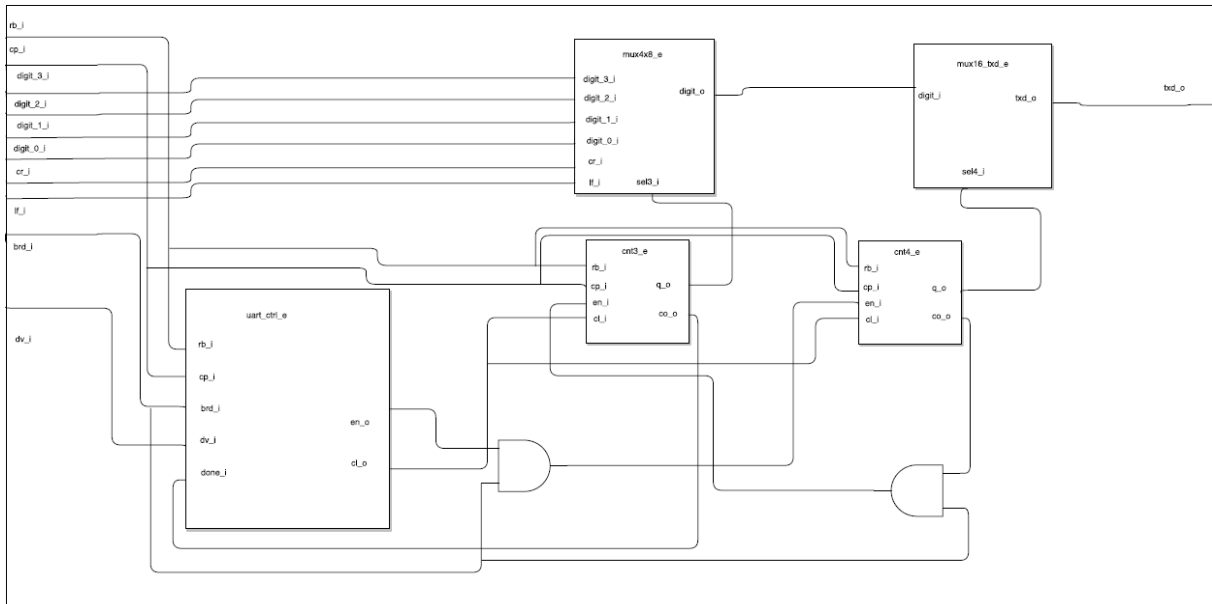 rb_i
cp_i
digit_3_i
digit_2_i
digit_1_i
digit_0_i
cr_i
lf_i
brd_i
dv_i
mux4x8_e
digit_3_i
digit_2_i
digit_1_i
digit_0_i
cr_i
lf_i
sel3_i
digit_o
mux16_txd_e
digit_i
txd_o
sel4_i
txd_o
cnt3_e
rb_i
cp_i
en_i
cl_i
q_o
co_o
cnt4_e
rb_i
cp_i
en_i
cl_i
q_o
co_o
uart_ctrl_e
rb_i
cp_i
brd_i
dv_i
done_i
en_o
cl_o